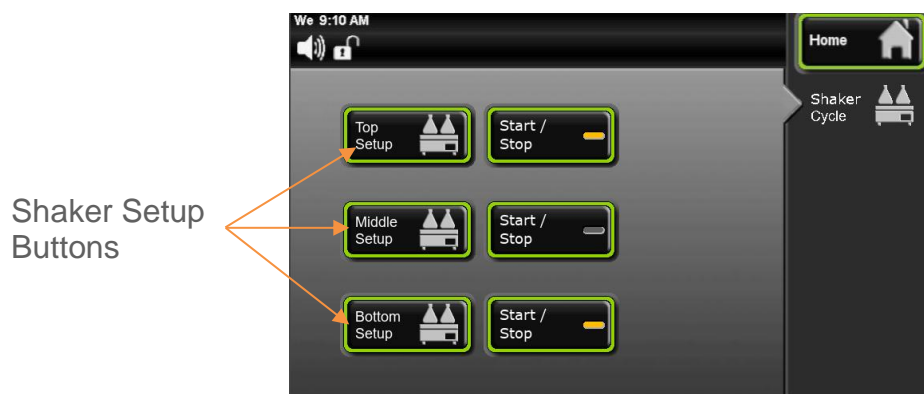 We 9:10 AM
Home
Shaker
Cycle
Top
Setup
Start /
Stop
Shaker Setup
Buttons
Middle
Setup
Start /
Stop
Bottom
Setup
Start /
Stop